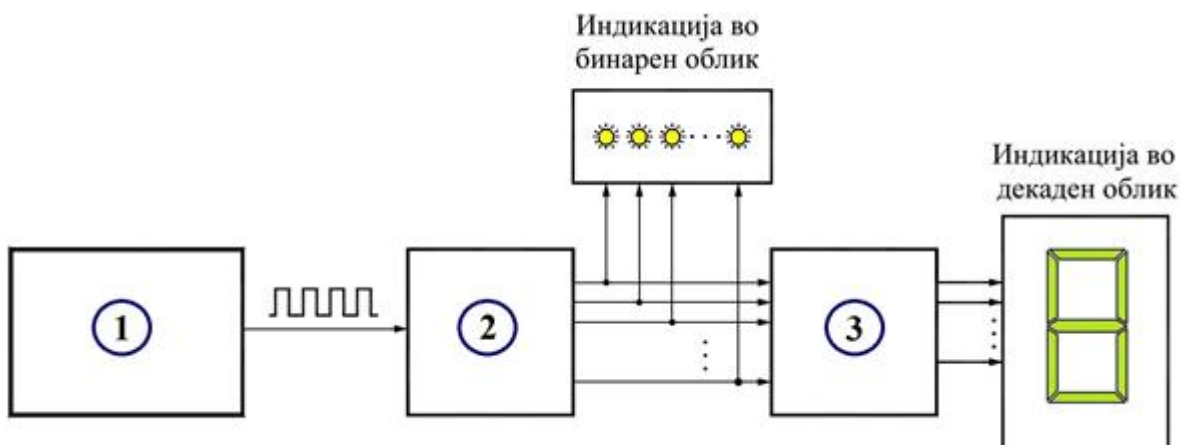 Индикација во
бинарен облик
Индикација во
декаден облик
1
2
3